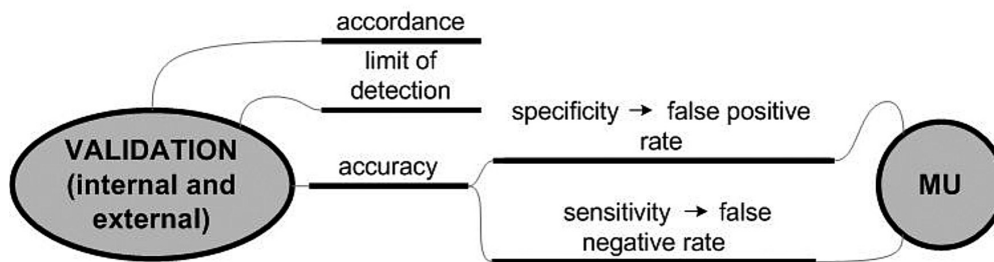 accordance
limit of
detection
VALIDATION
(internal and
external)
accuracy
specificity → false positive
rate
sensitivity → false
negative rate
MU